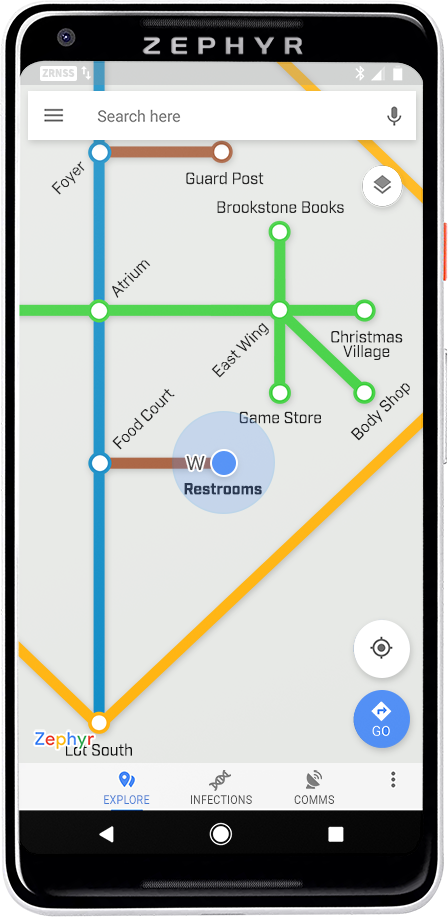 ZEPHYR
ZRNSS
Search here
Foyer
Guard Post
Brookstone Books
Atrium
East Wing
Christmas
Village
Game Store
Body Shop
Food Court
W
Restrooms
GO
Zephyr
Lot South
EXPLORE
INFECTIONS
COMMS